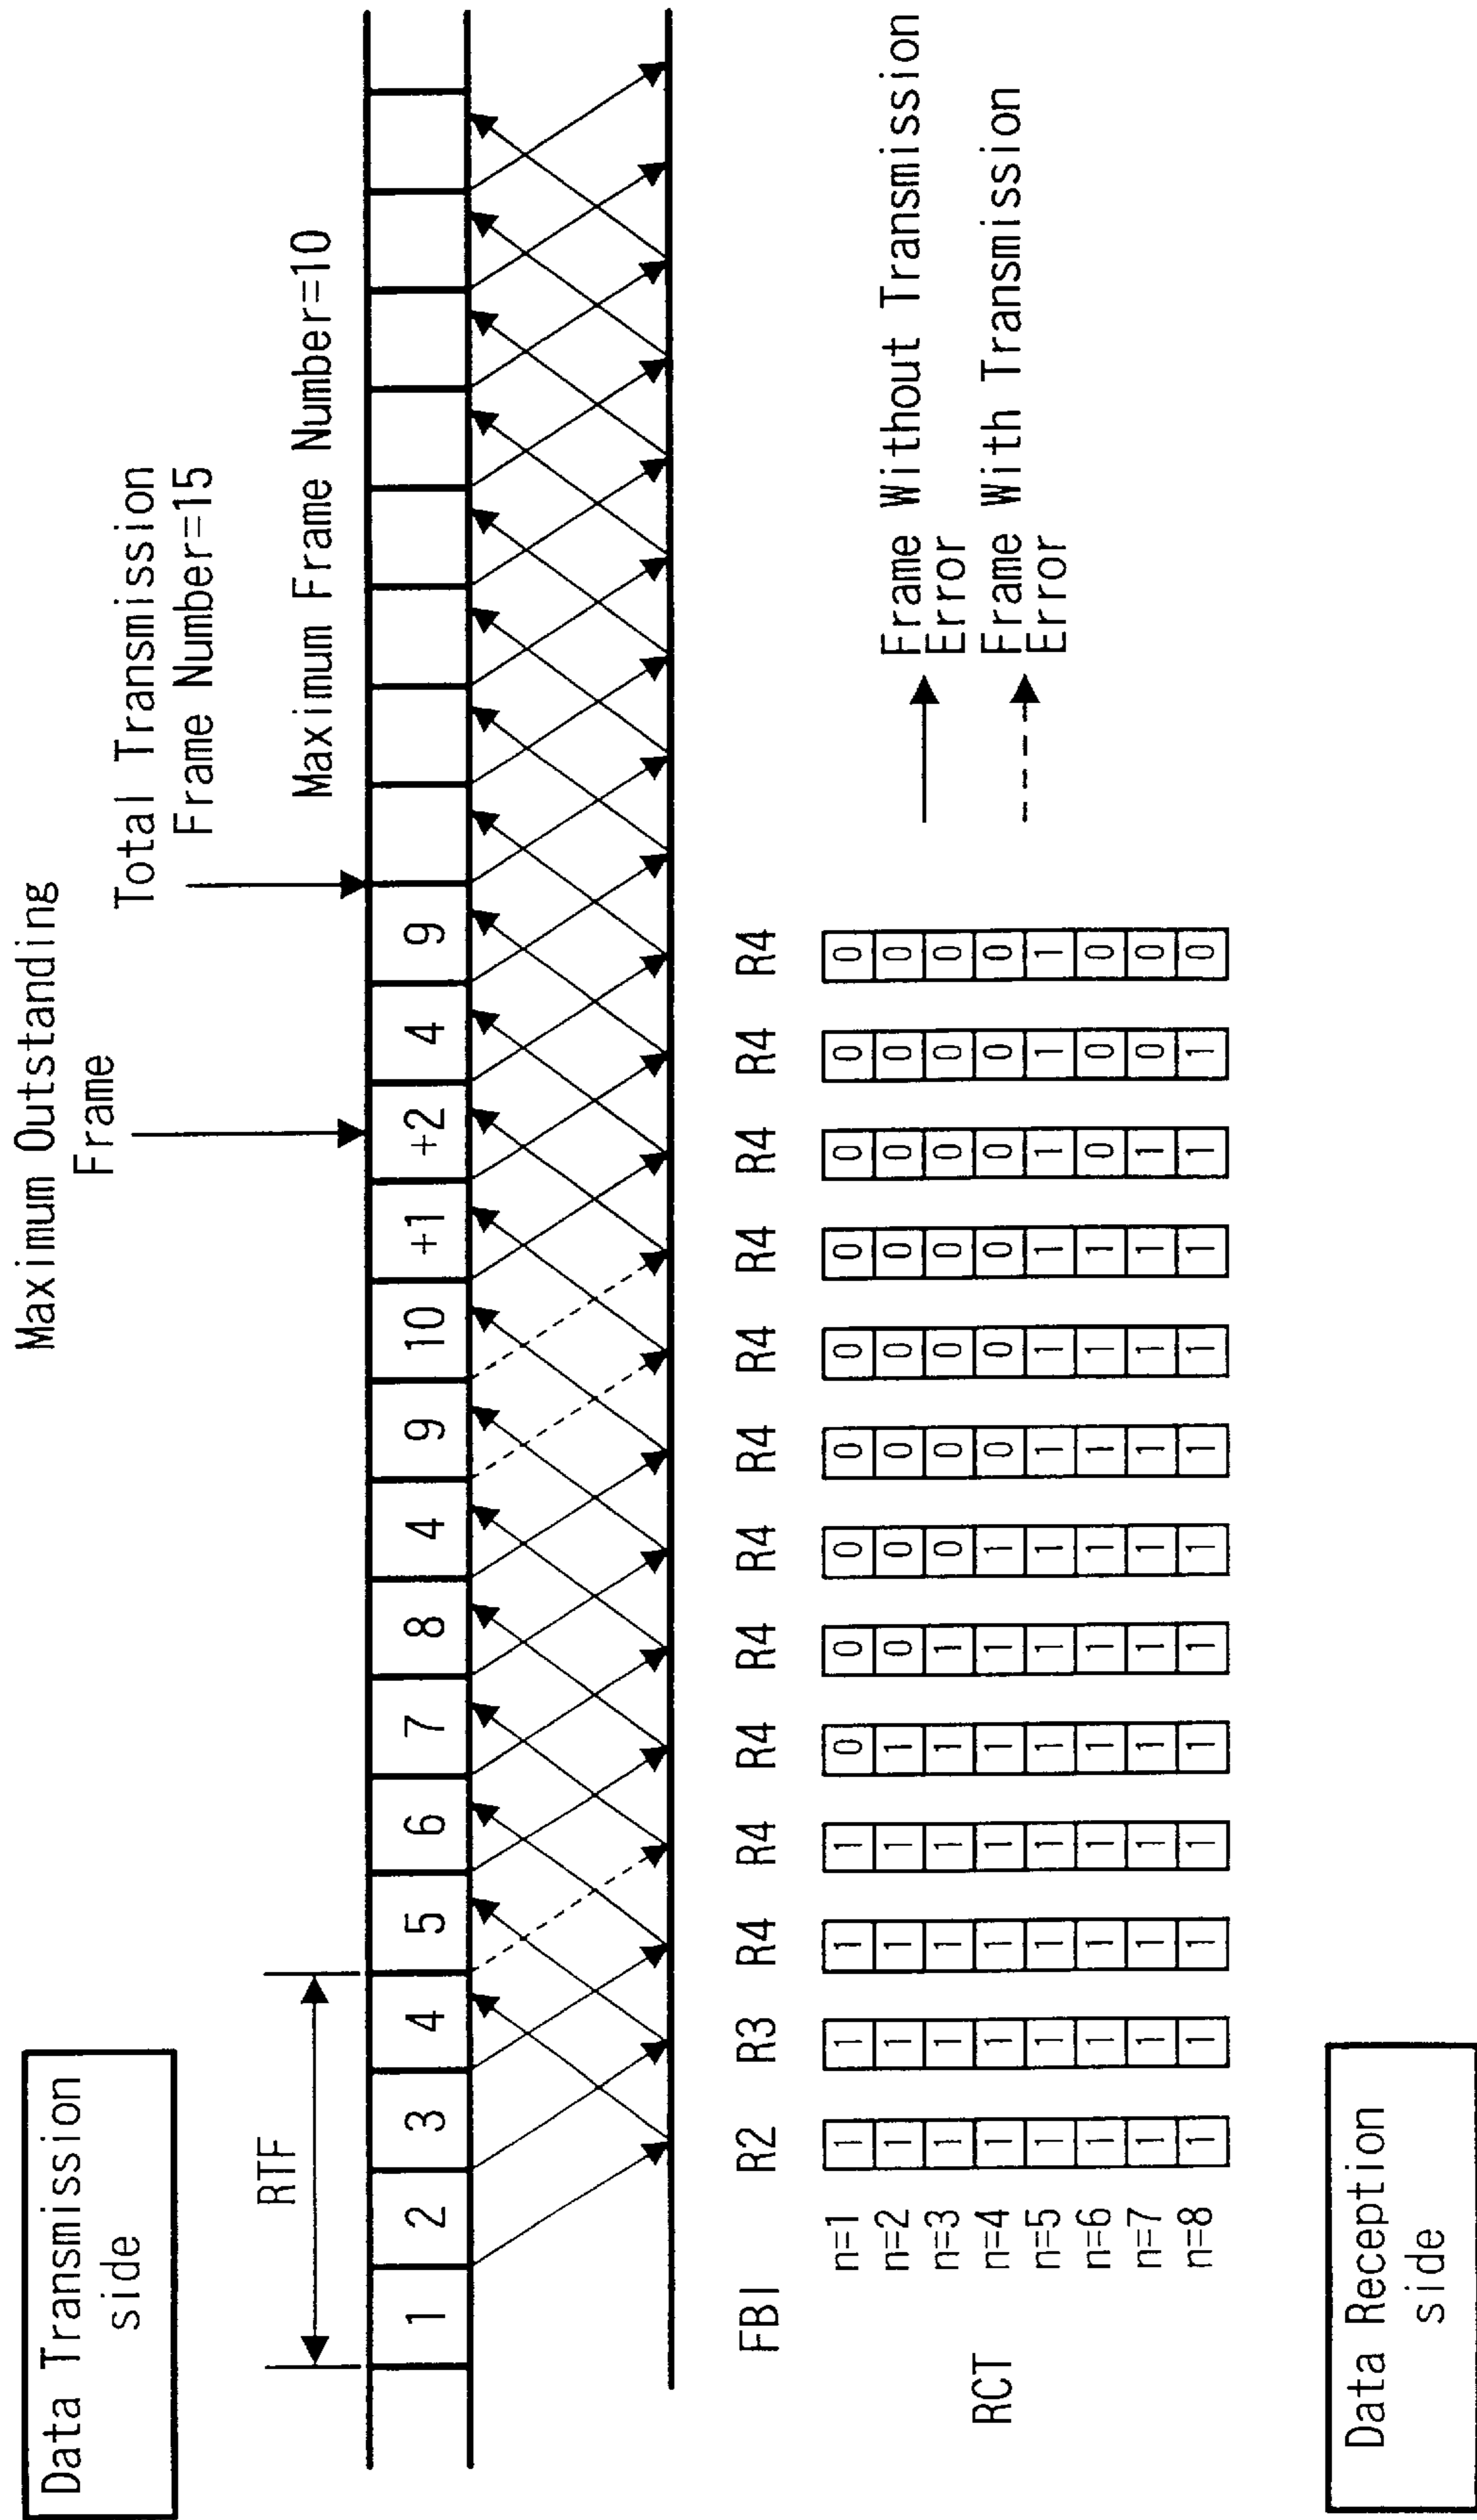 Maximum Outstanding
Frame
Data Transmission
side
Total Transmission
Frame Number=15
RTF
Maximum Frame Number=10
1 2 3 4 5 6 7 8 4 9 10 +1 +2 4 9
FBI R2 R3 R4 R4 R4 R4 R4 R4 R4 R4 R4 R4 R4
RCT
n=1 1 1 1 1 0 0 0 0 0 0 0 0 0
n=2 1 1 1 1 1 0 0 0 0 0 0 0 0
n=3 1 1 1 1 1 1 0 0 0 0 0 0 0
n=4 1 1 1 1 1 1 1 0 0 0 0 0 0
n=5 1 1 1 1 1 1 1 1 1 1 1 1 1
n=6 1 1 1 1 1 1 1 1 1 1 0 0 0
n=7 1 1 1 1 1 1 1 1 1 1 1 0 0
n=8 1 1 1 1 1 1 1 1 1 1 1 1 0
Frame Without Transmission
Error
Frame With Transmission
Error
Data Reception
side